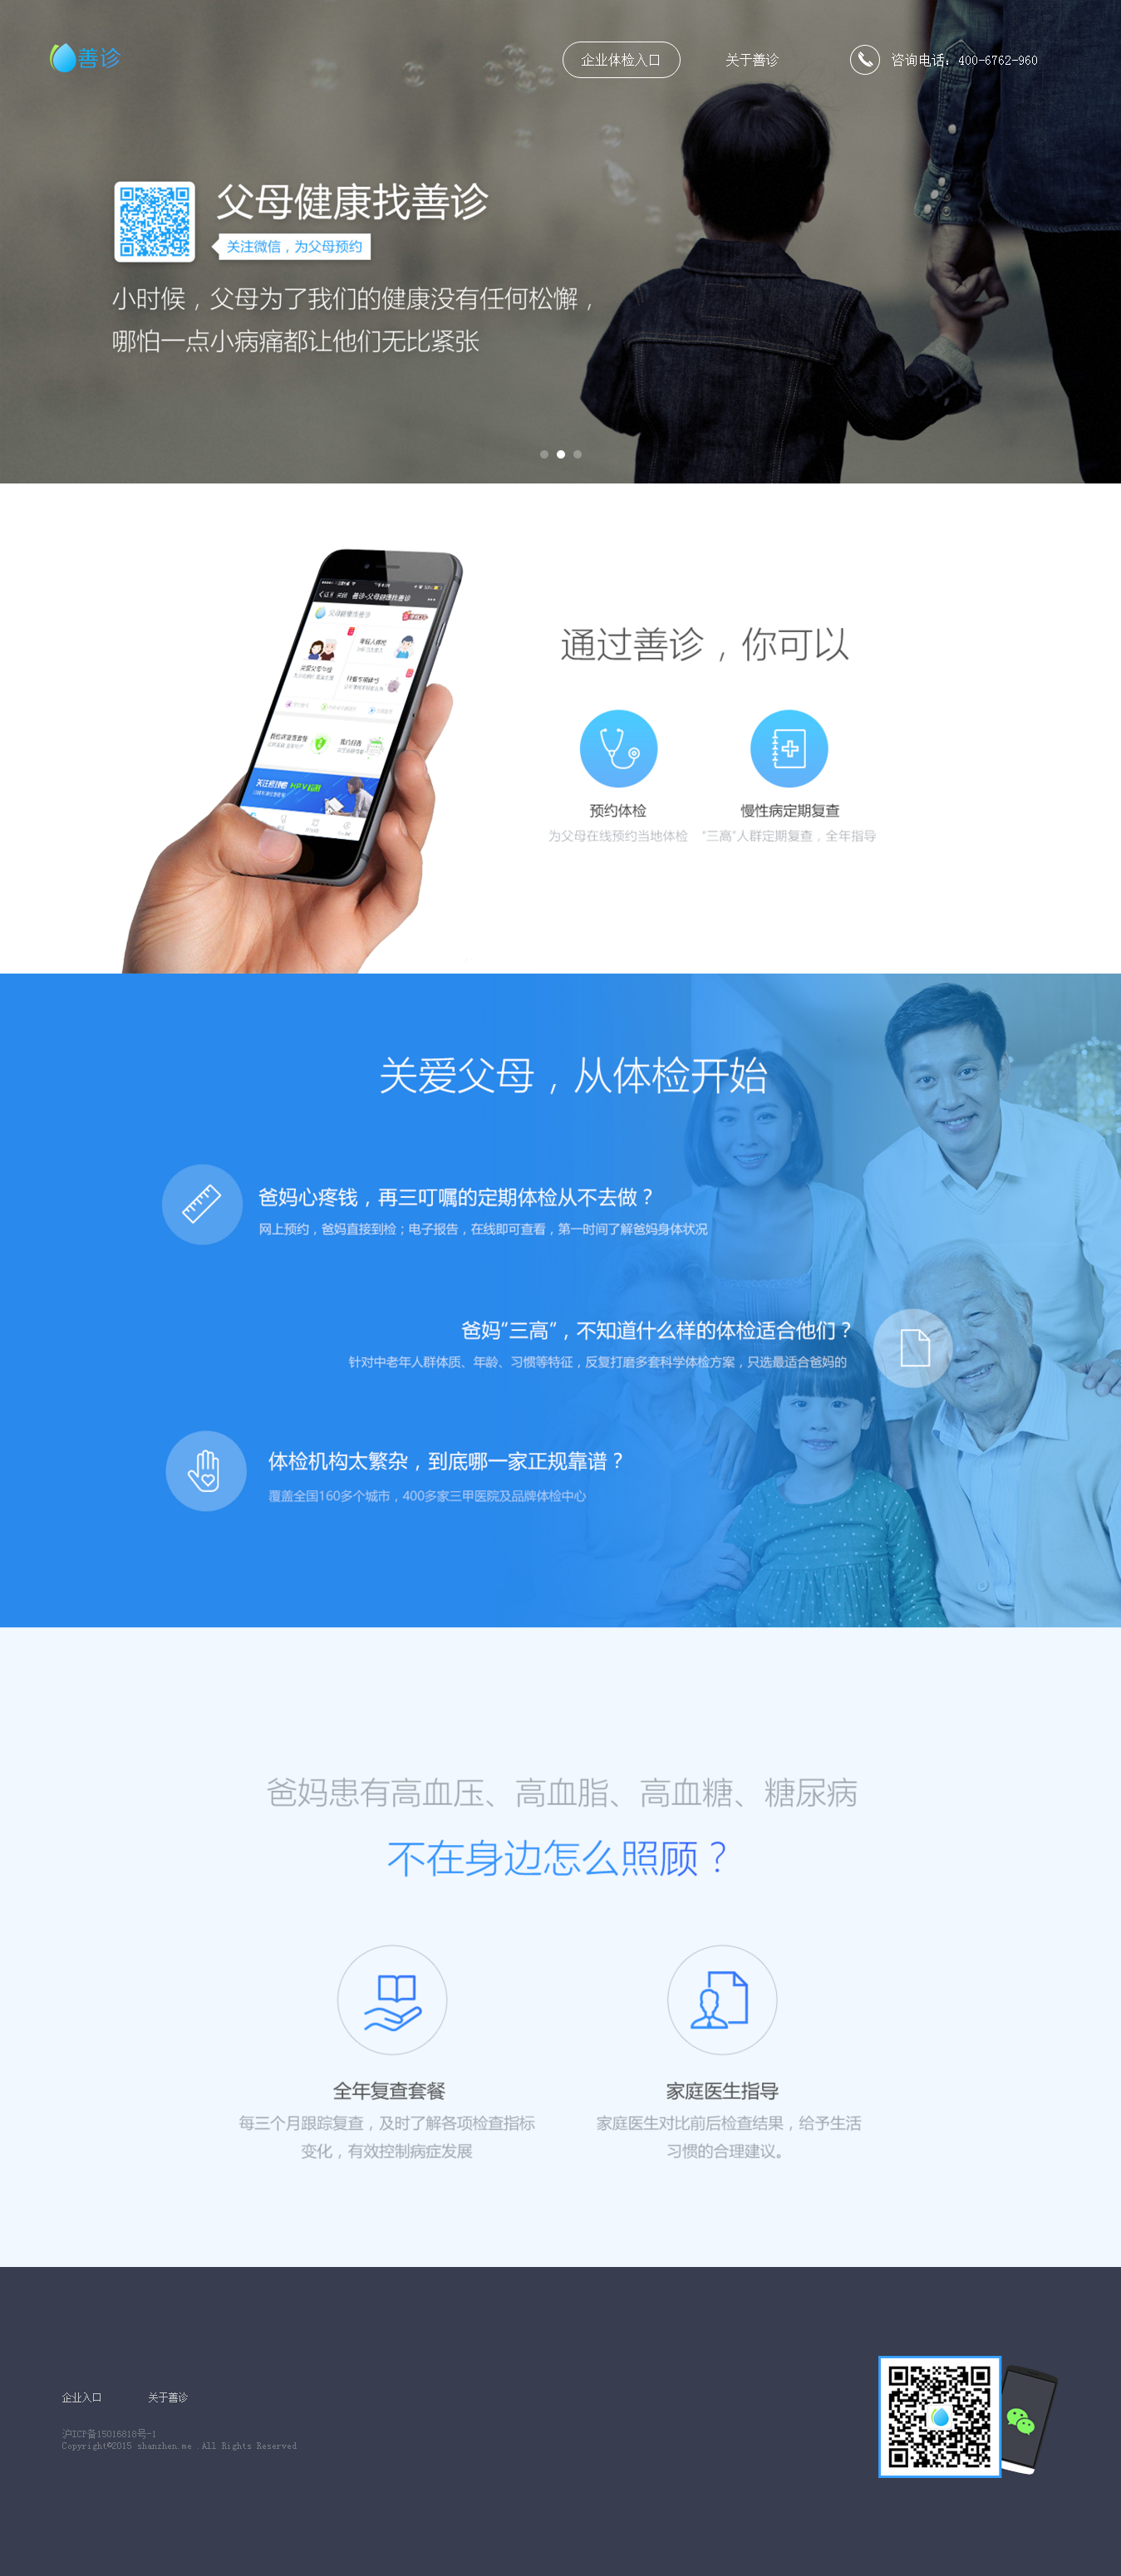 善诊
企业体检入口
关于善诊
咨询电话：400-6762-960
父母健康找善诊
关注微信，为父母预约
小时候，父母为了我们的健康没有任何松懈，
哪怕一点小病痛都让他们无比紧张
善诊-父母健康找善诊
父母健康找善诊
通过善诊，你可以
预约体检
为父母在线预约当地体检
慢性病定期复查
“三高”人群定期复查，全年指导
关爱父母，从体检开始
爸妈心疼钱，再三叮嘱的定期体检从不去做？
网上预约，爸妈直接到检；电子报告，在线即可查看，第一时间了解爸妈身体状况
爸妈“三高”，不知道什么样的体检适合他们？
针对中老年人群体质、年龄、习惯等特征，反复打磨多套科学体检方案，只选最适合爸妈的
体检机构太繁杂，到底哪一家正规靠谱？
覆盖全国160多个城市，400多家三甲医院及品牌体检中心
爸妈患有高血压、高血脂、高血糖、糖尿病
不在身边怎么照顾？
全年复查套餐
每三个月跟踪复查，及时了解各项检查指标
变化，有效控制病症发展
家庭医生指导
家庭医生对比前后检查结果，给予生活
习惯的合理建议。
企业入口
关于善诊
沪ICP备15016818号-1
Copyright©2015 shanzhen.me .All Rights Reserved